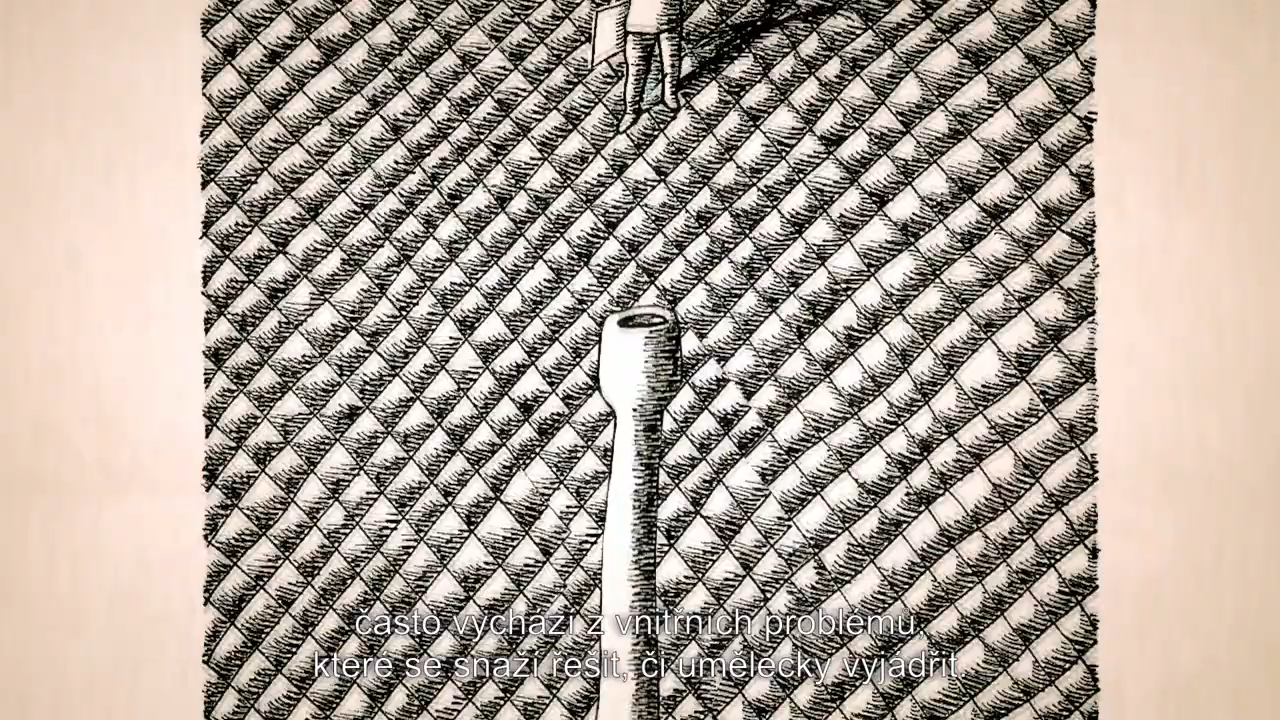 často vychází z vnitřních problémů,
které se snaží řešit, či umělecky vyjádřit.